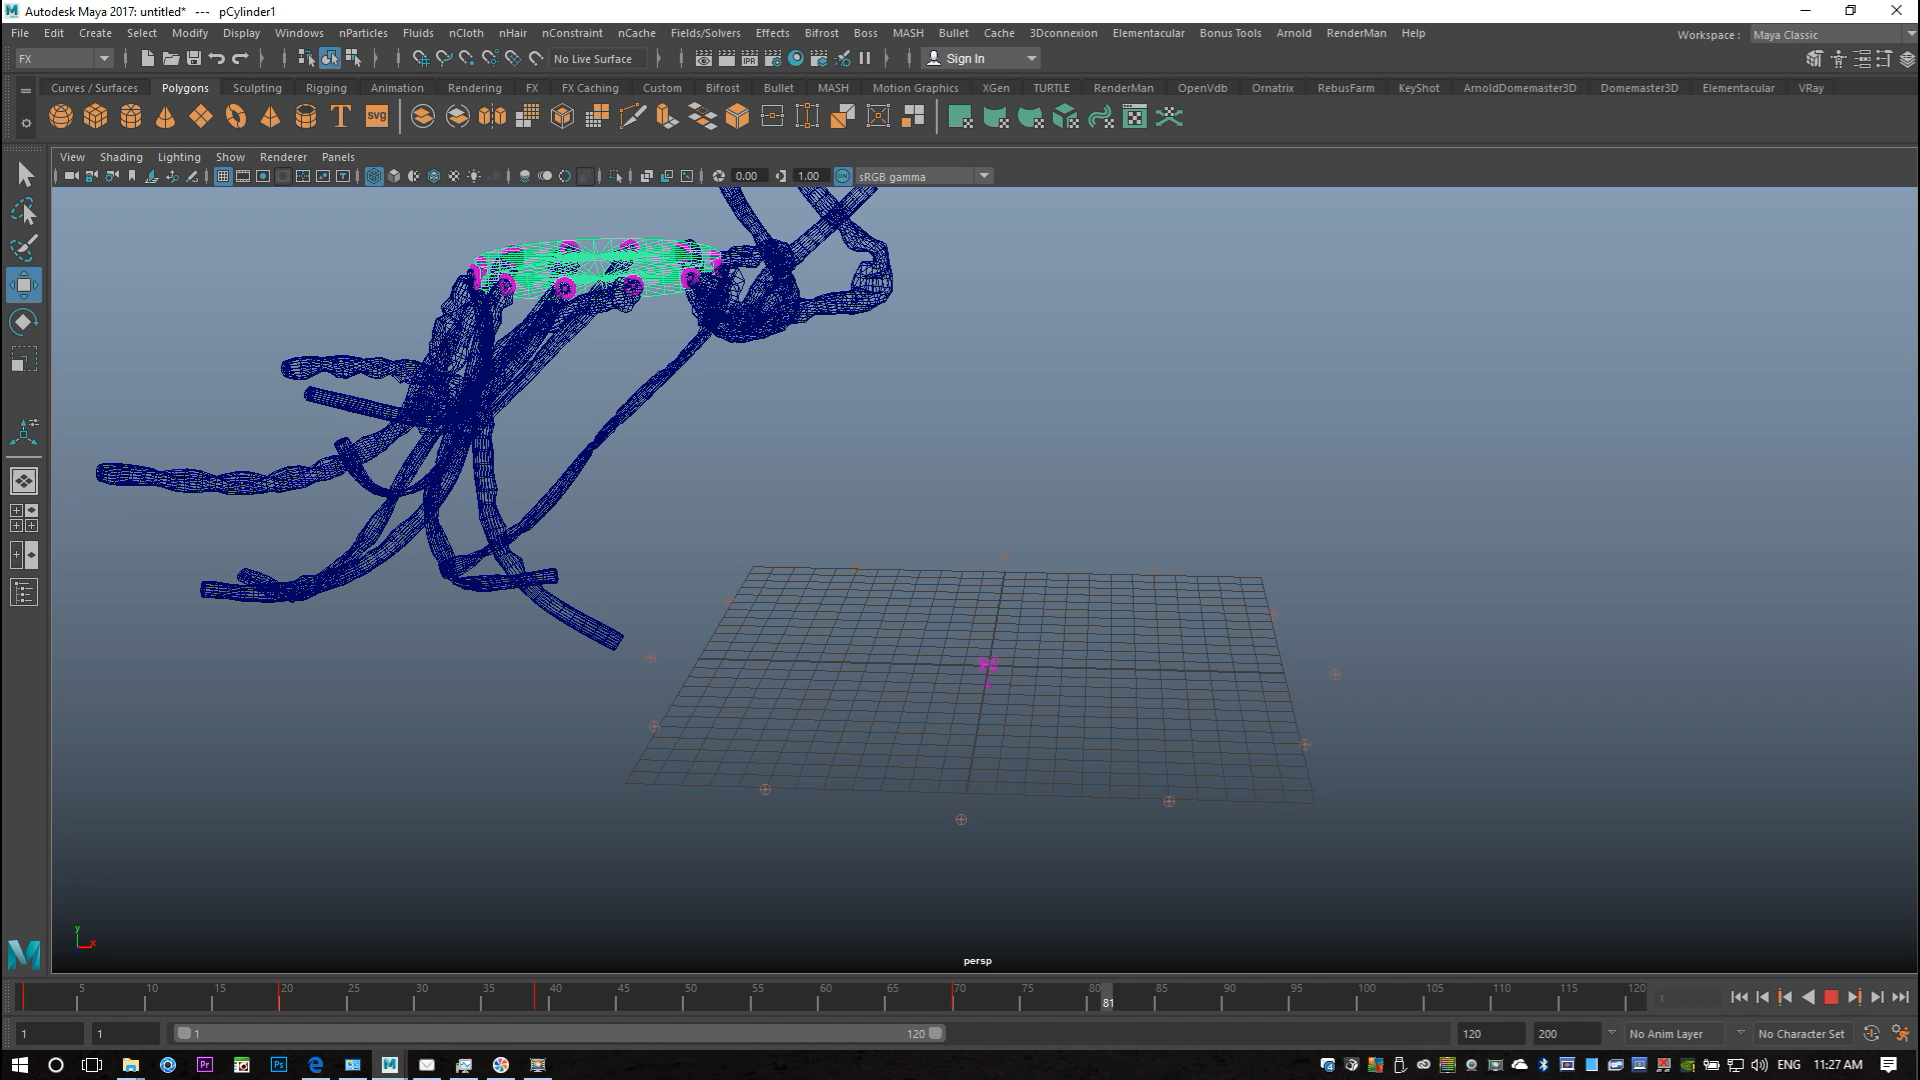 Autodesk Maya 2017: untitled* --- pCylinder1
File Edit Create Select Modify Display Windows nParticles Fluids nCloth nHair nConstraint nCache Fields/Solvers Effects Bifrost Boss MASH Bullet Cache 3Dconnexion Elementacular Bonus Tools Arnold RenderMan Help Workspace : Maya Classic
FX No Live Surface IPR Sign In
Curves / Surfaces Polygons Sculpting Rigging Animation Rendering FX FX Caching Custom Bifrost Bullet MASH Motion Graphics XGen TURTLE RenderMan OpenVdb Ornatrix RebusFarm KeyShot ArnoldDomemaster3D Domemaster3D Elementacular VRay
T svg
View Shading Lighting Show Renderer Panels
0.00 1.00 ON sRGB gamma
y
x
persp
5 10 15 20 25 30 35 40 45 50 55 60 65 70 75 80 85 90 95 100 105 110 115 120
81 1
1 1 1 120 120 200 No Anim Layer No Character Set
Pr Ps M ENG 11:27 AM